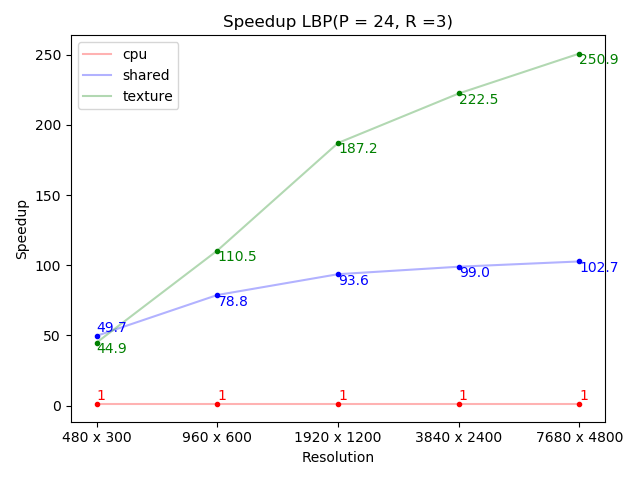 Speedup LBP(P = 24, R =3)
cpu
shared
texture
Speedup
250
200
150
100
50
0
250.9
222.5
187.2
110.5
102.7
99.0
93.6
78.8
49.7
44.9
1 1 1 1 1
480 x 300 960 x 600 1920 x 1200 3840 x 2400 7680 x 4800
Resolution